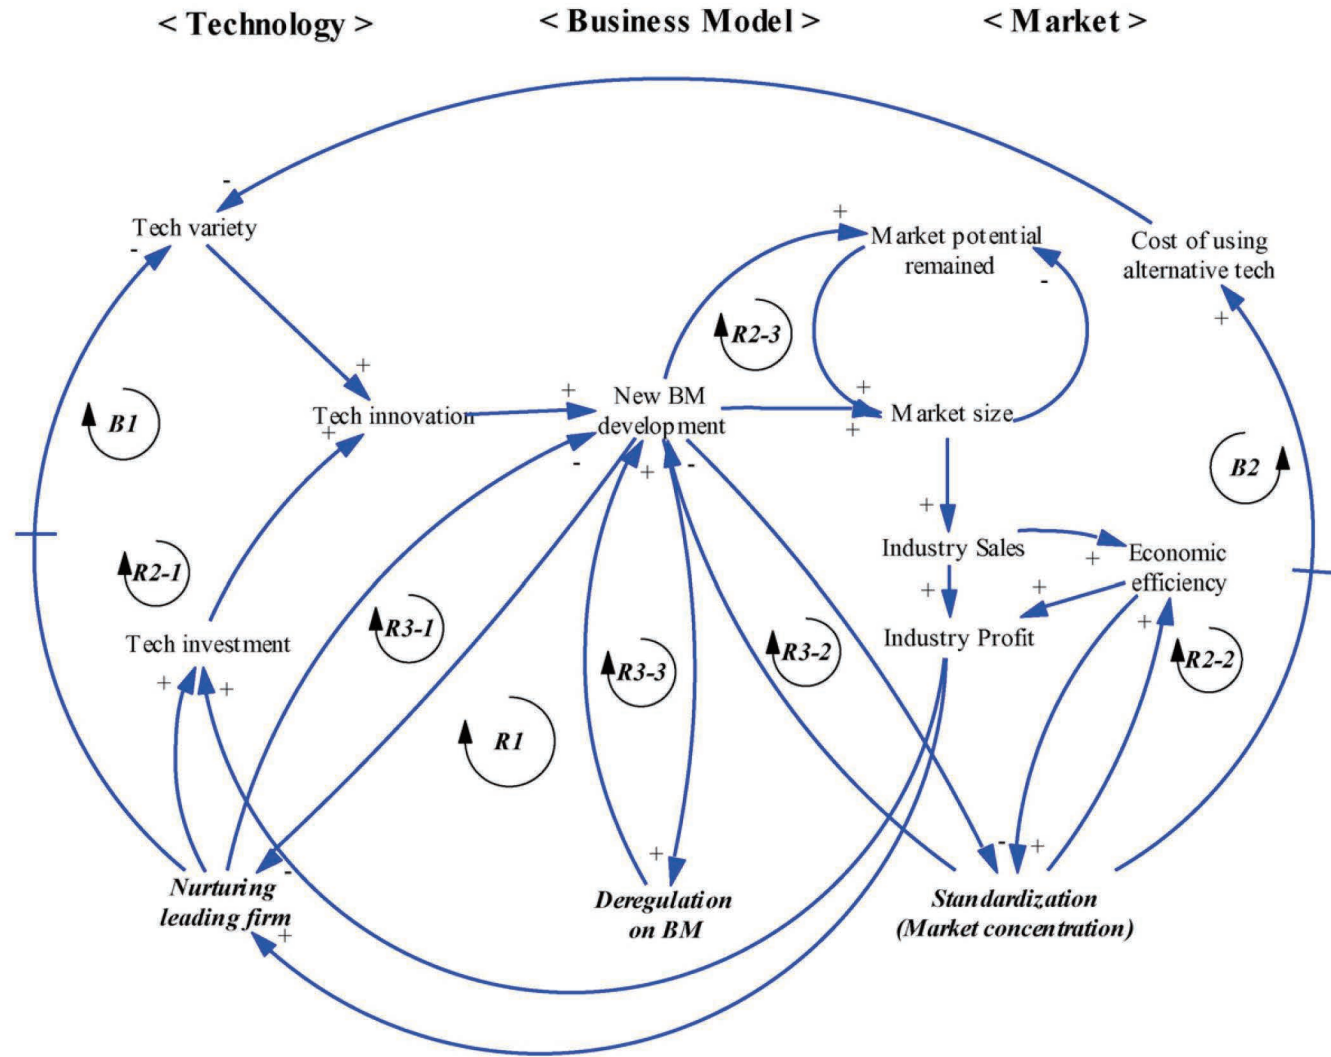 < Technology >
< Business Model >
< Market >
-
Tech variety
-
+
Market potential
remained
-
Cost of using
alternative tech
+
R2-3
+
Tech innovation
+
+
New BM
development
+
+
Market size
-
+
-
B1
B2
+
Industry Sales
+
Economic
efficiency
+
+
Industry Profit
+
R2-1
Tech investment
+
+
R3-1
R3-3
R3-2
R2-2
R1
-
Nurturing
leading firm
+
+
Deregulation
on BM
-
+
Standardization
(Market concentration)